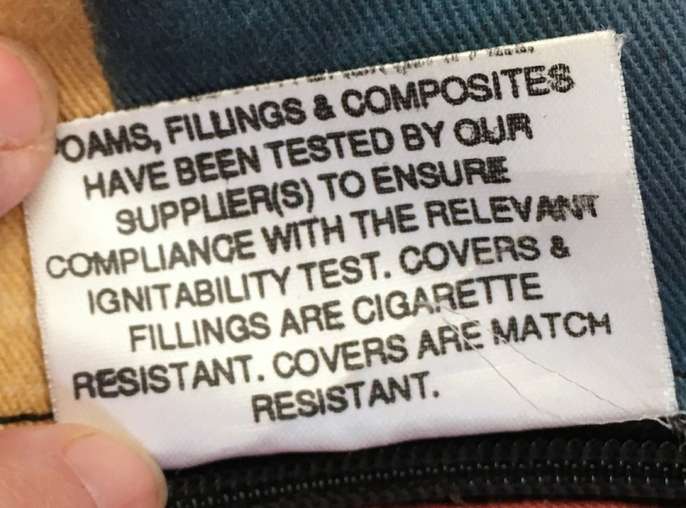 FOAMS, FILLINGS & COMPOSITES
HAVE BEEN TESTED BY OUR
SUPPLIER(S) TO ENSURE
COMPLIANCE WITH THE RELEVANT
IGNITABILITY TEST. COVERS &
FILLINGS ARE CIGARETTE
RESISTANT. COVERS ARE MATCH
RESISTANT.